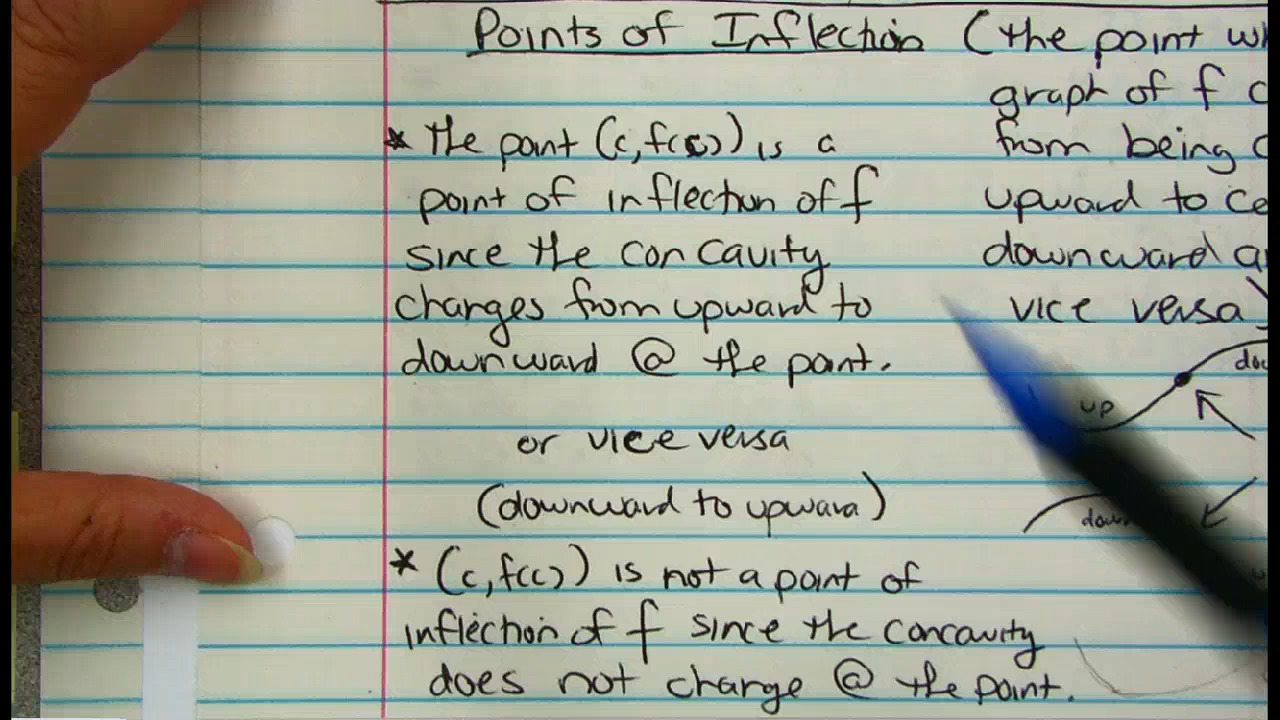 Points of Inflection (the point
graph of f
* The point (c, f(c)) is a
from being
point of inflection of f
upward to
since the concavity
downward
changes from upward to
vice versa)
downward @ the point.
up
or vice versa
(downward to upward)
* (c, f(c)) is not a point of
inflection of f since the concavity
does not change @ the point.